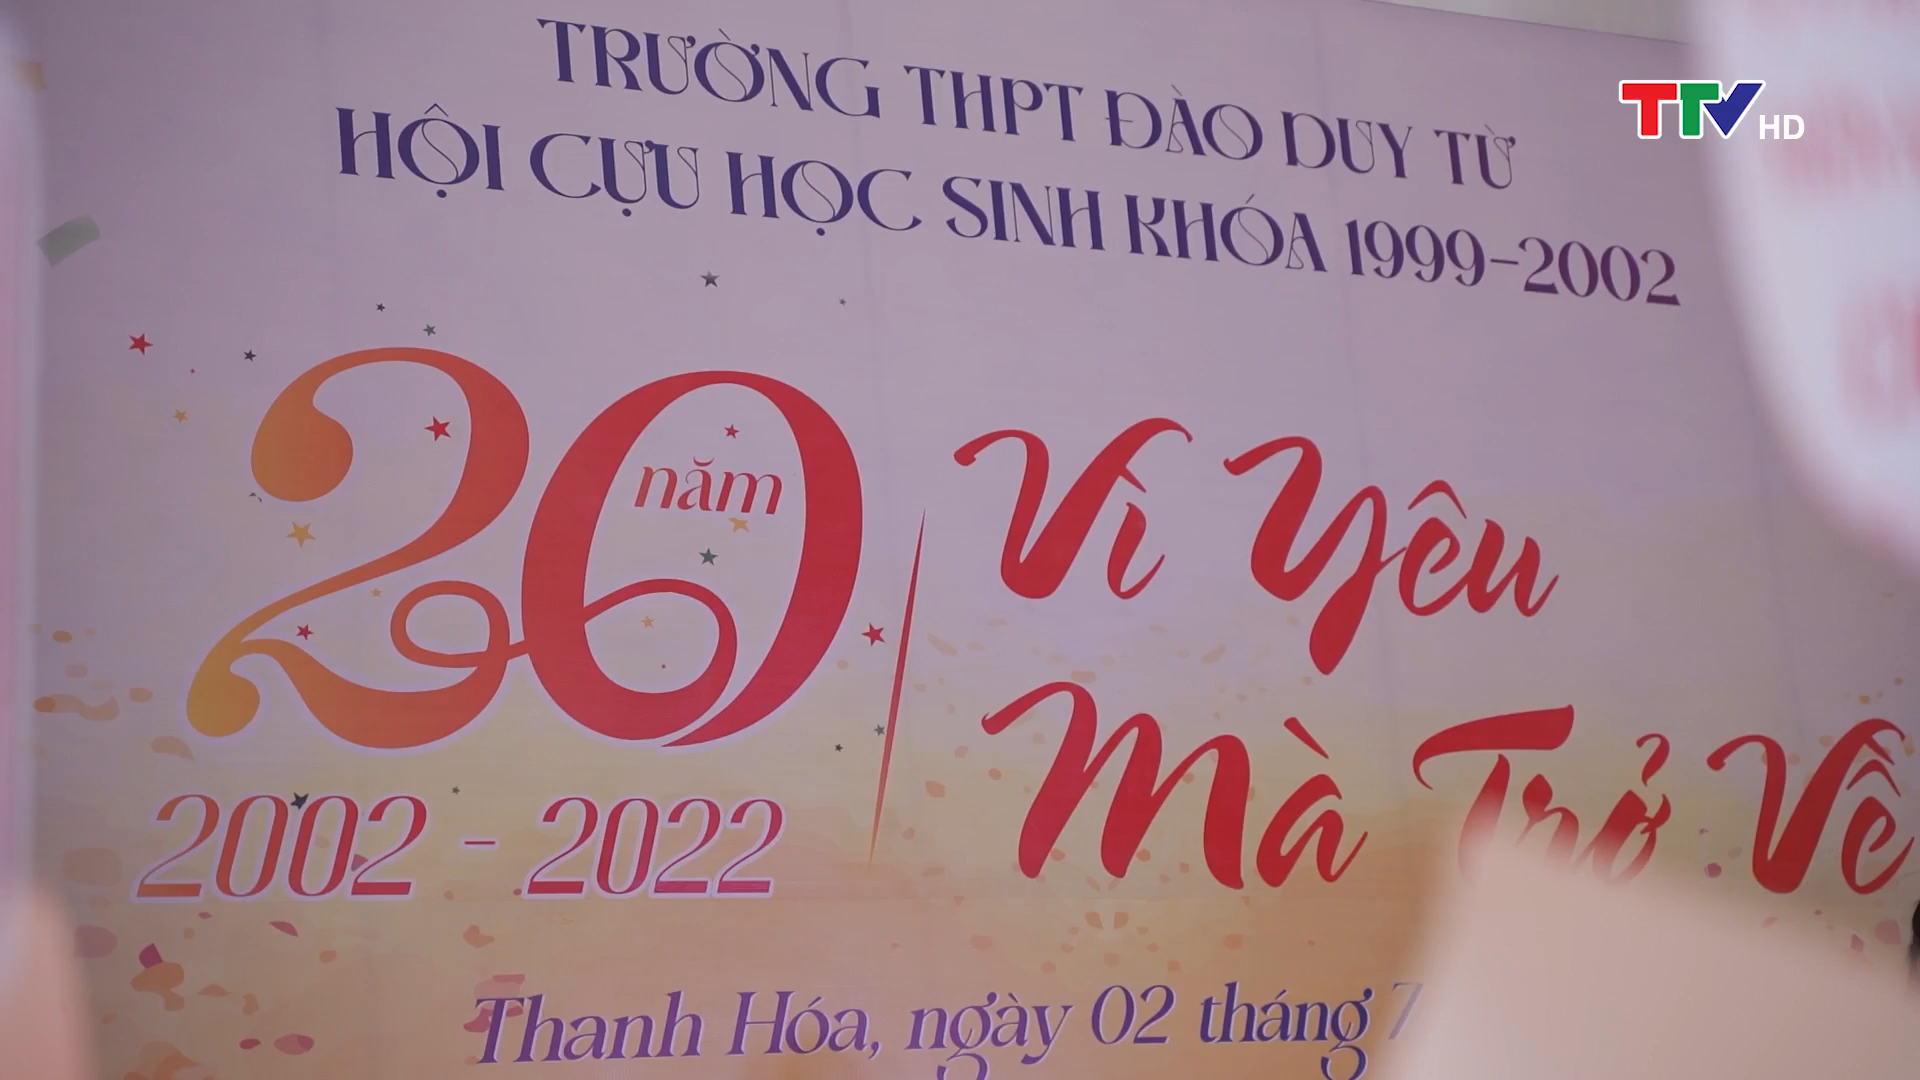 TRƯỜNG THPT ĐÀO DUY TỪ
HỘI CỰU HỌC SINH KHÓA 1999-2002
TTV HD
20 năm
2002 - 2022
Vì Yêu
Mà Trở Về
Thanh Hóa, ngày 02 tháng 7